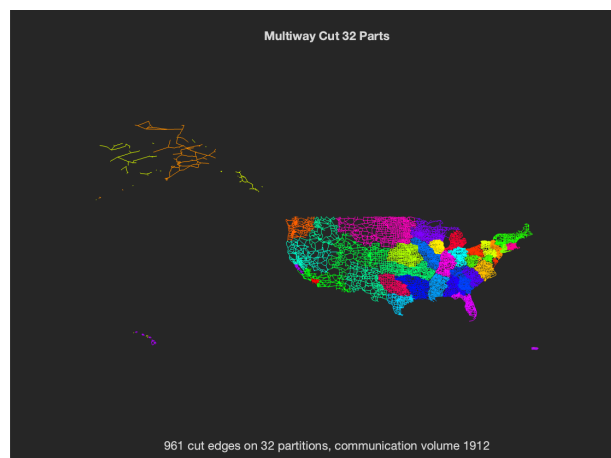 Multiway Cut 32 Parts
961 cut edges on 32 partitions, communication volume 1912